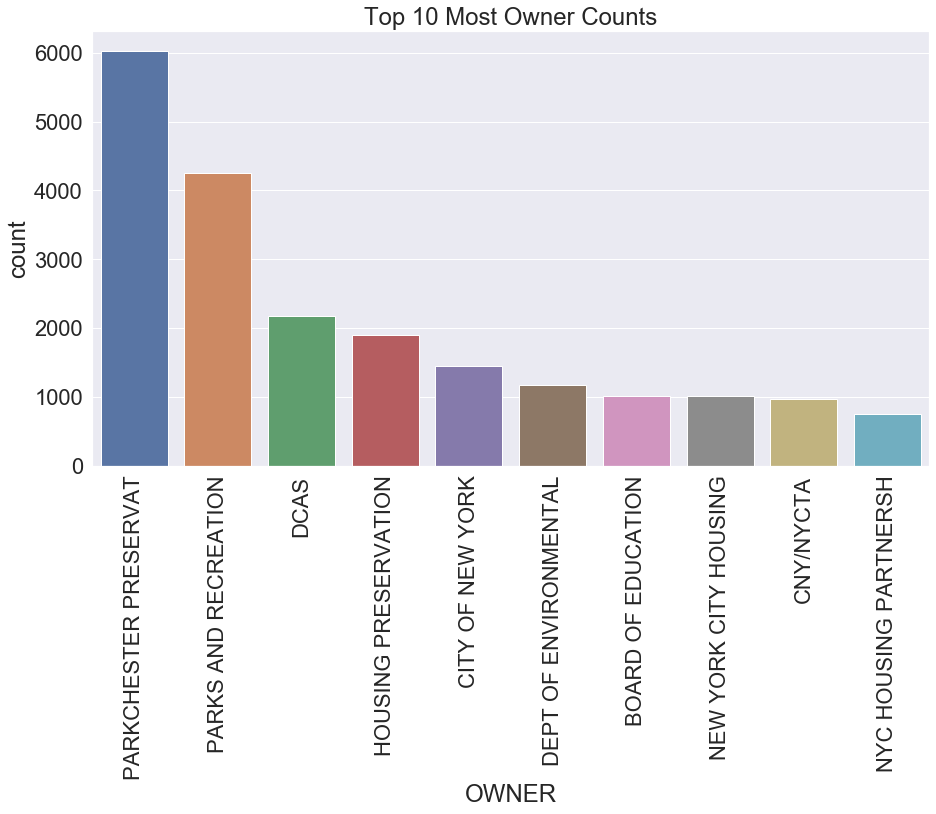 Top 10 Most Owner Counts
count
6000
5000
4000
3000
2000
1000
0
PARKCHESTER PRESERVAT
PARKS AND RECREATION
DCAS
HOUSING PRESERVATION
CITY OF NEW YORK
DEPT OF ENVIRONMENTAL
BOARD OF EDUCATION
NEW YORK CITY HOUSING
CNY/NYCTA
NYC HOUSING PARTNERSH
OWNER